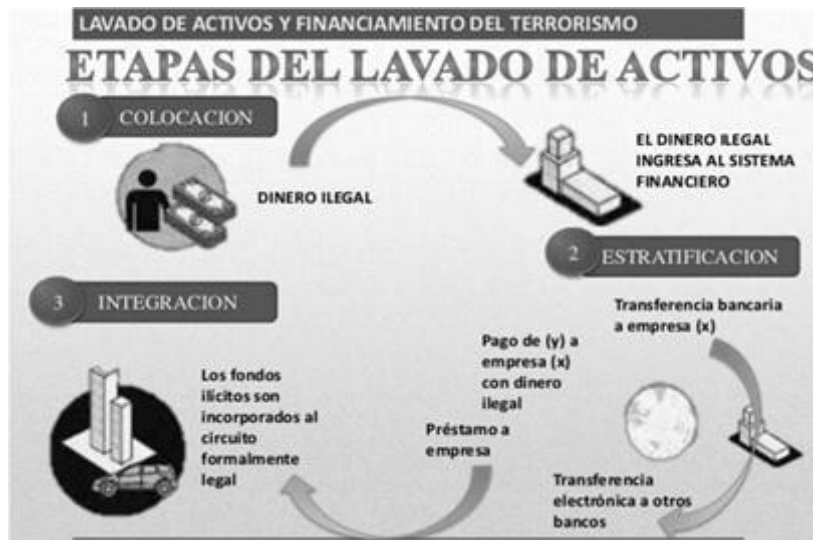 LAVADO DE ACTIVOS Y FINANCIAMIENTO DEL TERRORISMO
ETAPAS DEL LAVADO DE ACTIVOS
1 COLOCACION
DINERO ILEGAL
EL DINERO ILEGAL
INGRESA AL SISTEMA
FINANCIERO
2 ESTRATIFICACION
Transferencia bancaria
a empresa (x)
Transferencia
electrónica a otros
bancos
Pago de (y) a
empresa (x)
con dinero
ilegal
Préstamo a
empresa
3 INTEGRACION
Los fondos
ilícitos son
incorporados al
circuito
formalmente
legal